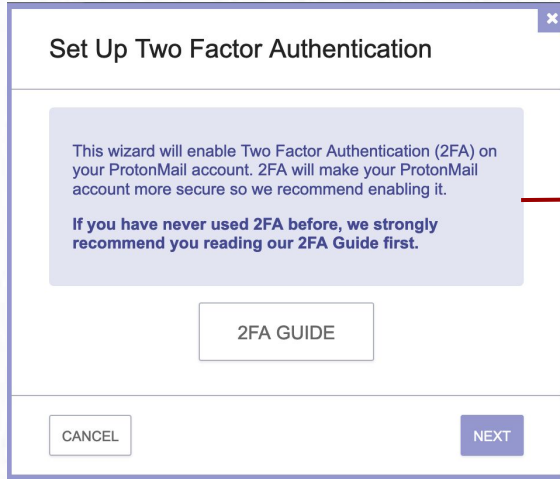 Set Up Two Factor Authentication
This wizard will enable Two Factor Authentication (2FA) on
your ProtonMail account. 2FA will make your ProtonMail
account more secure so we recommend enabling it.
If you have never used 2FA before, we strongly
recommend you reading our 2FA Guide first.
2FA GUIDE
CANCEL
NEXT